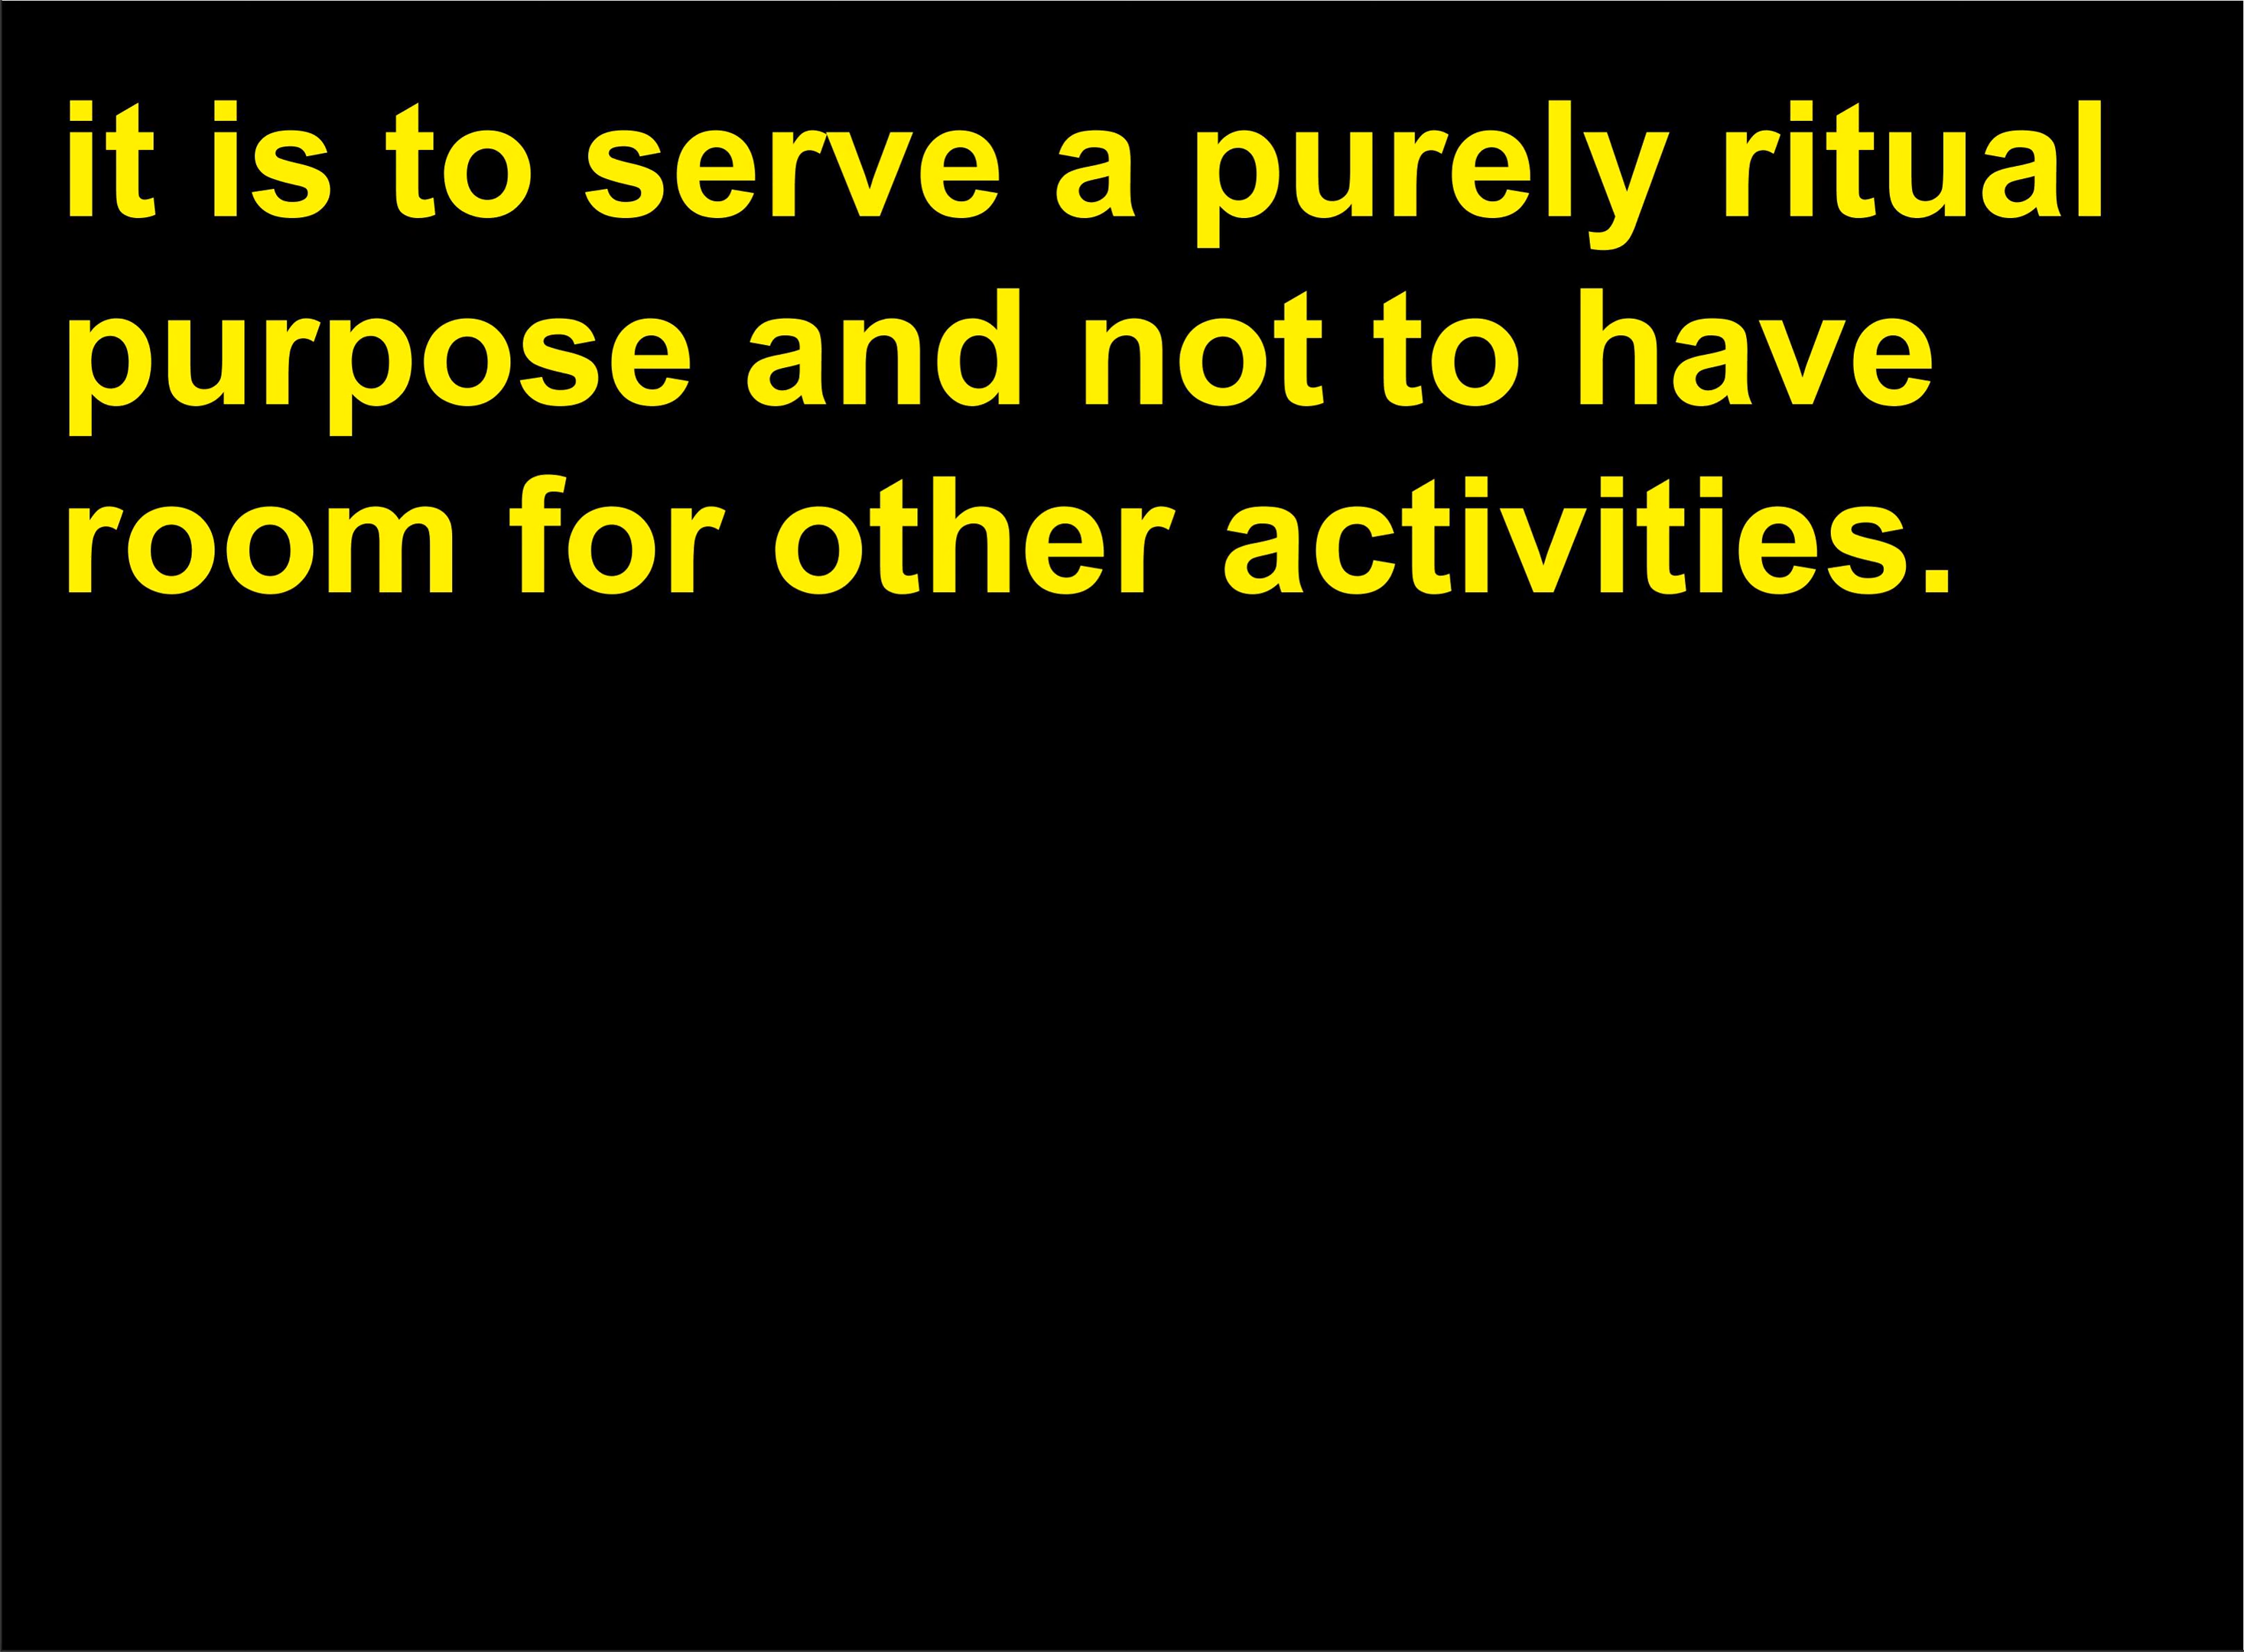 it is to serve a purely ritual
purpose and not to have
room for other activities.